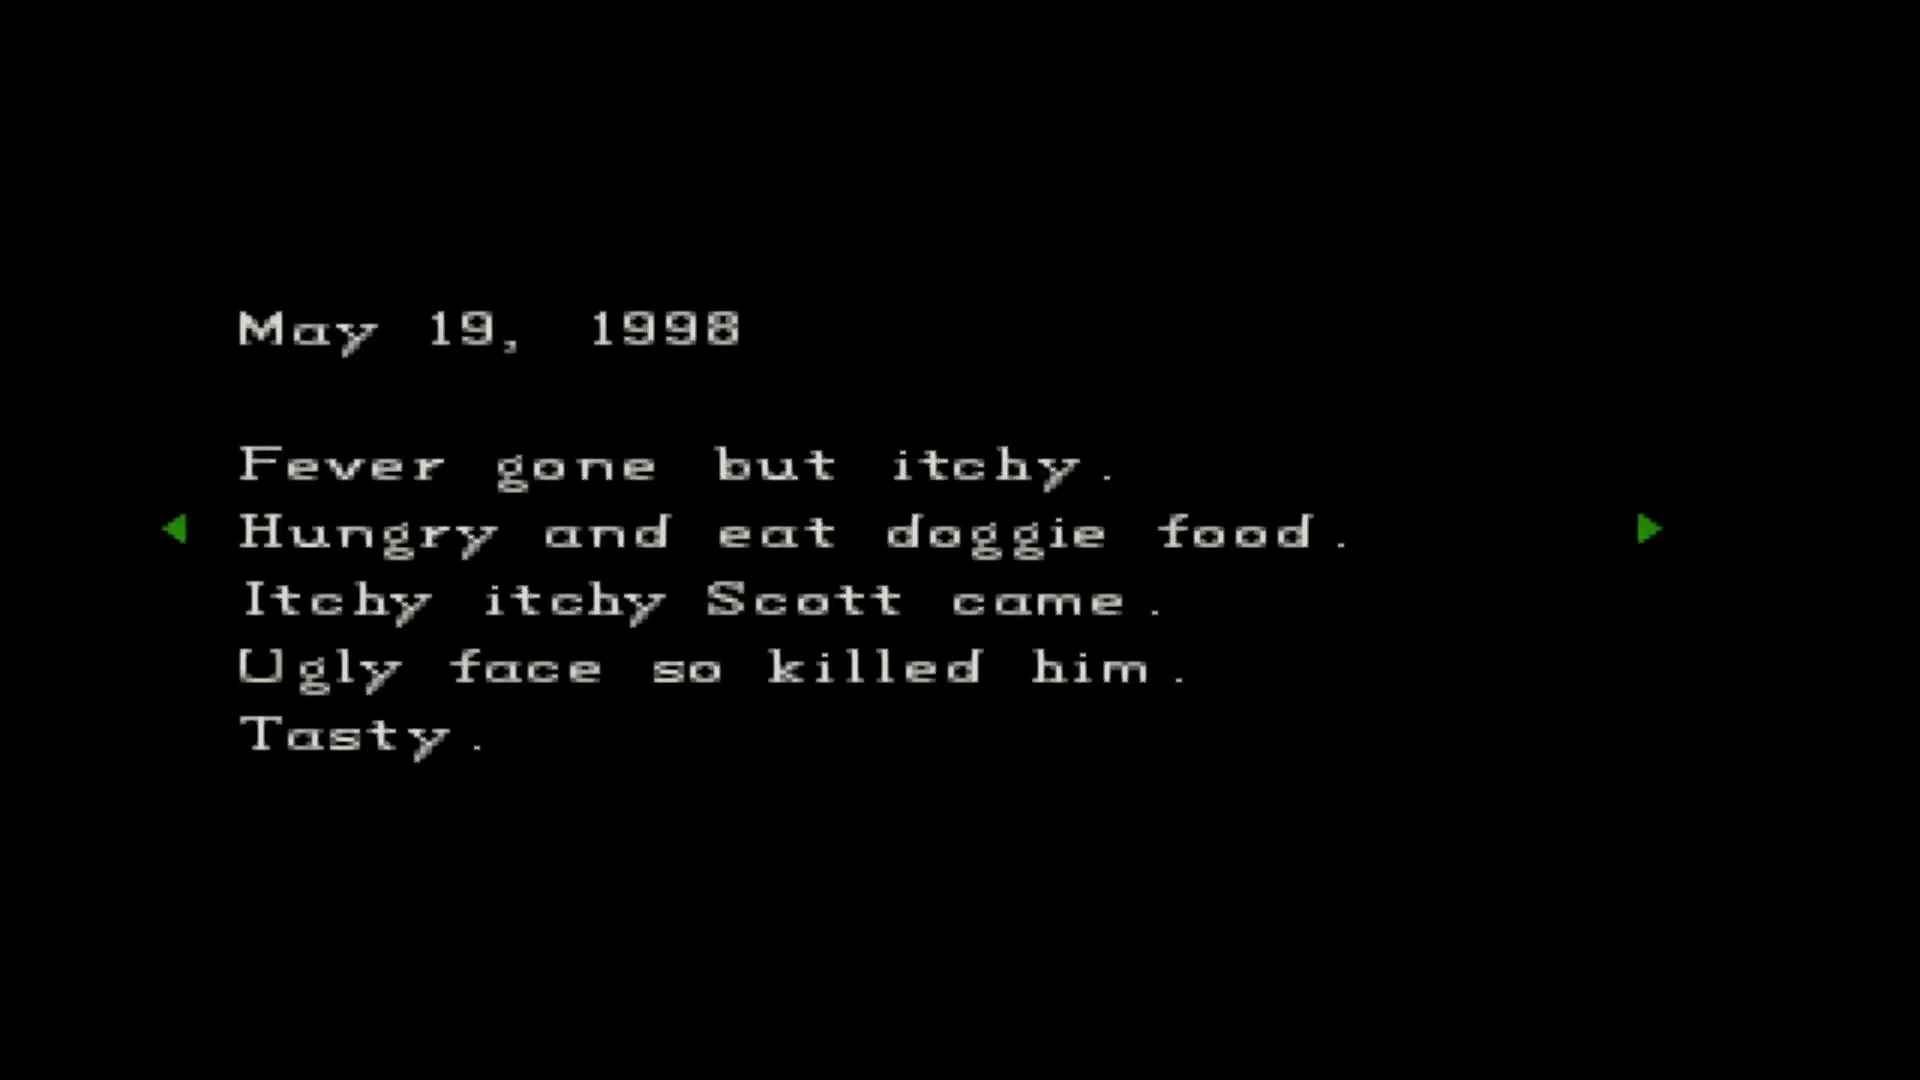 May 19, 1998
Fever gone but itchy.
Hungry and eat doggie food.
Itchy itchy Scott came.
Ugly face so killed him.
Tasty.